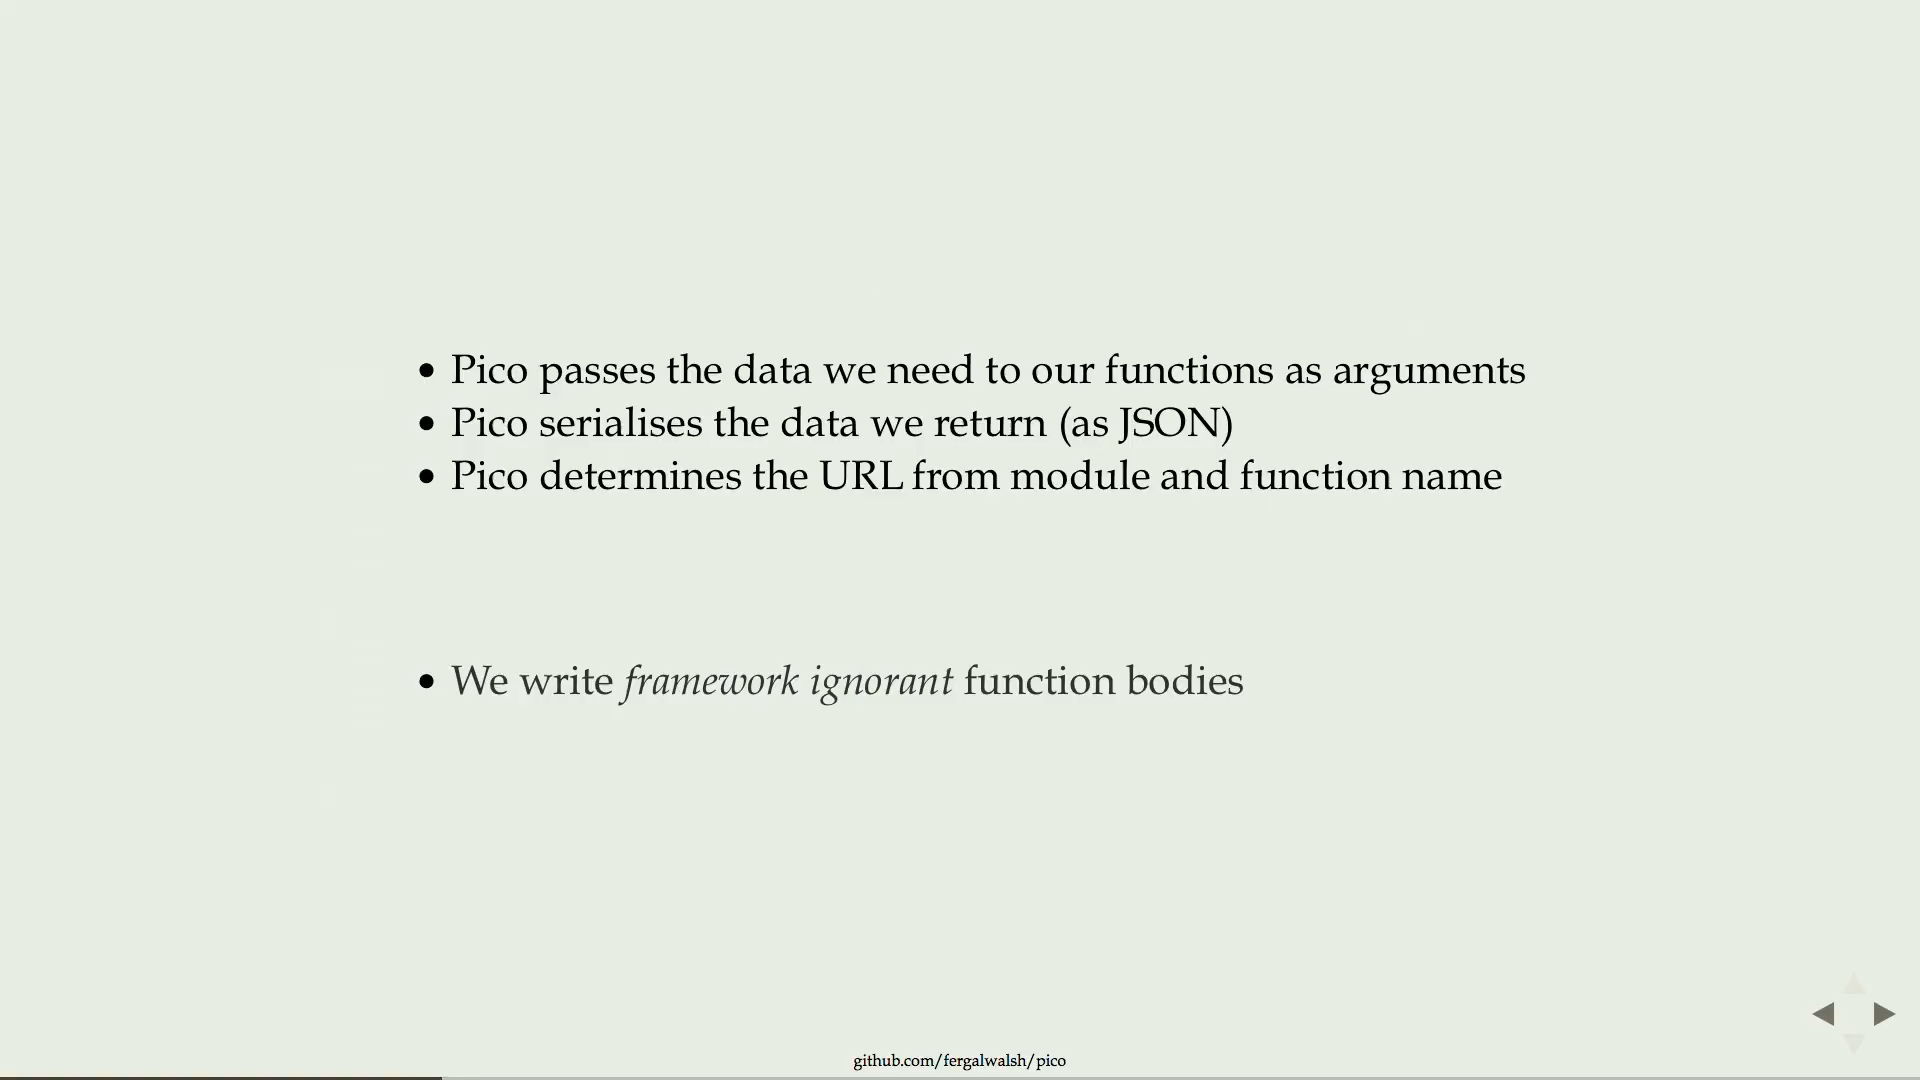 • Pico passes the data we need to our functions as arguments
• Pico serialises the data we return (as JSON)
• Pico determines the URL from module and function name
• We write framework ignorant function bodies
github.com/fergalwalsh/pico